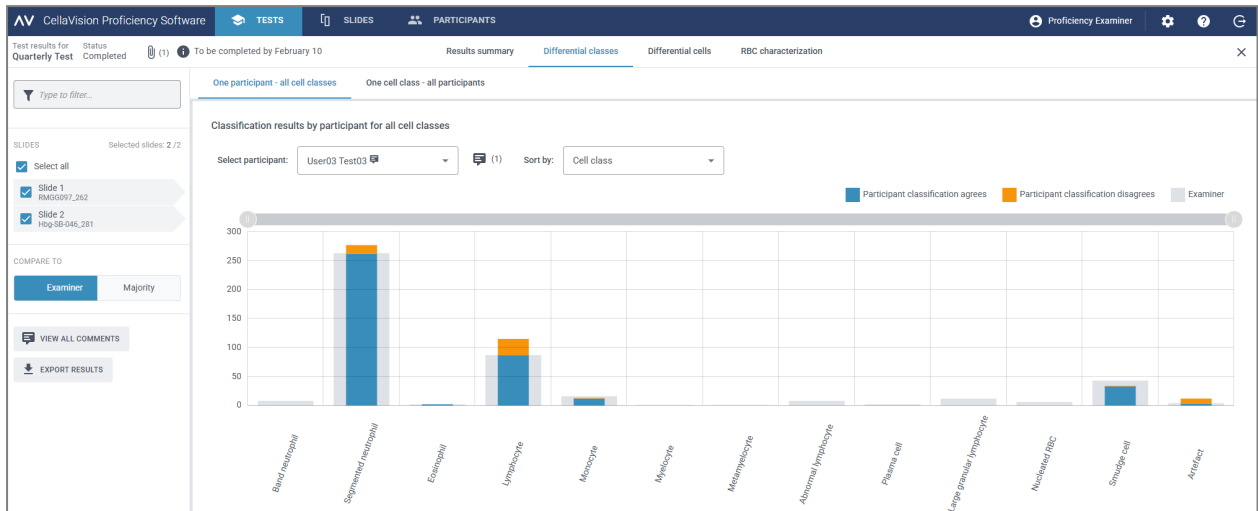 CellaVision Proficiency Software
TESTS
SLIDES
PARTICIPANTS
Proficiency Examiner
Test results for
Quarterly Test
Status
Completed
(1)
To be completed by February 10
Results summary
Differential classes
Differential cells
RBC characterization
Type to filter...
SLIDES
Selected slides: 2 /2
Select all
Slide 1
RMGG097_262
Slide 2
Hbg-SB-046_281
COMPARE TO
Examiner
Majority
VIEW ALL COMMENTS
EXPORT RESULTS
One participant - all cell classes
One cell class - all participants
Classification results by participant for all cell classes
Select participant:
User03 Test03
(1)
Sort by:
Cell class
Participant classification agrees
Participant classification disagrees
Examiner
300
250
200
150
100
50
0
Band neutrophil
Segmented neutrophil
Eosinophil
Lymphocyte
Monocyte
Myelocyte
Metamyelocyte
Abnormal lymphocyte
Plasma cell
Large granular lymphocyte
Nucleated RBC
Smudge cell
Artefact